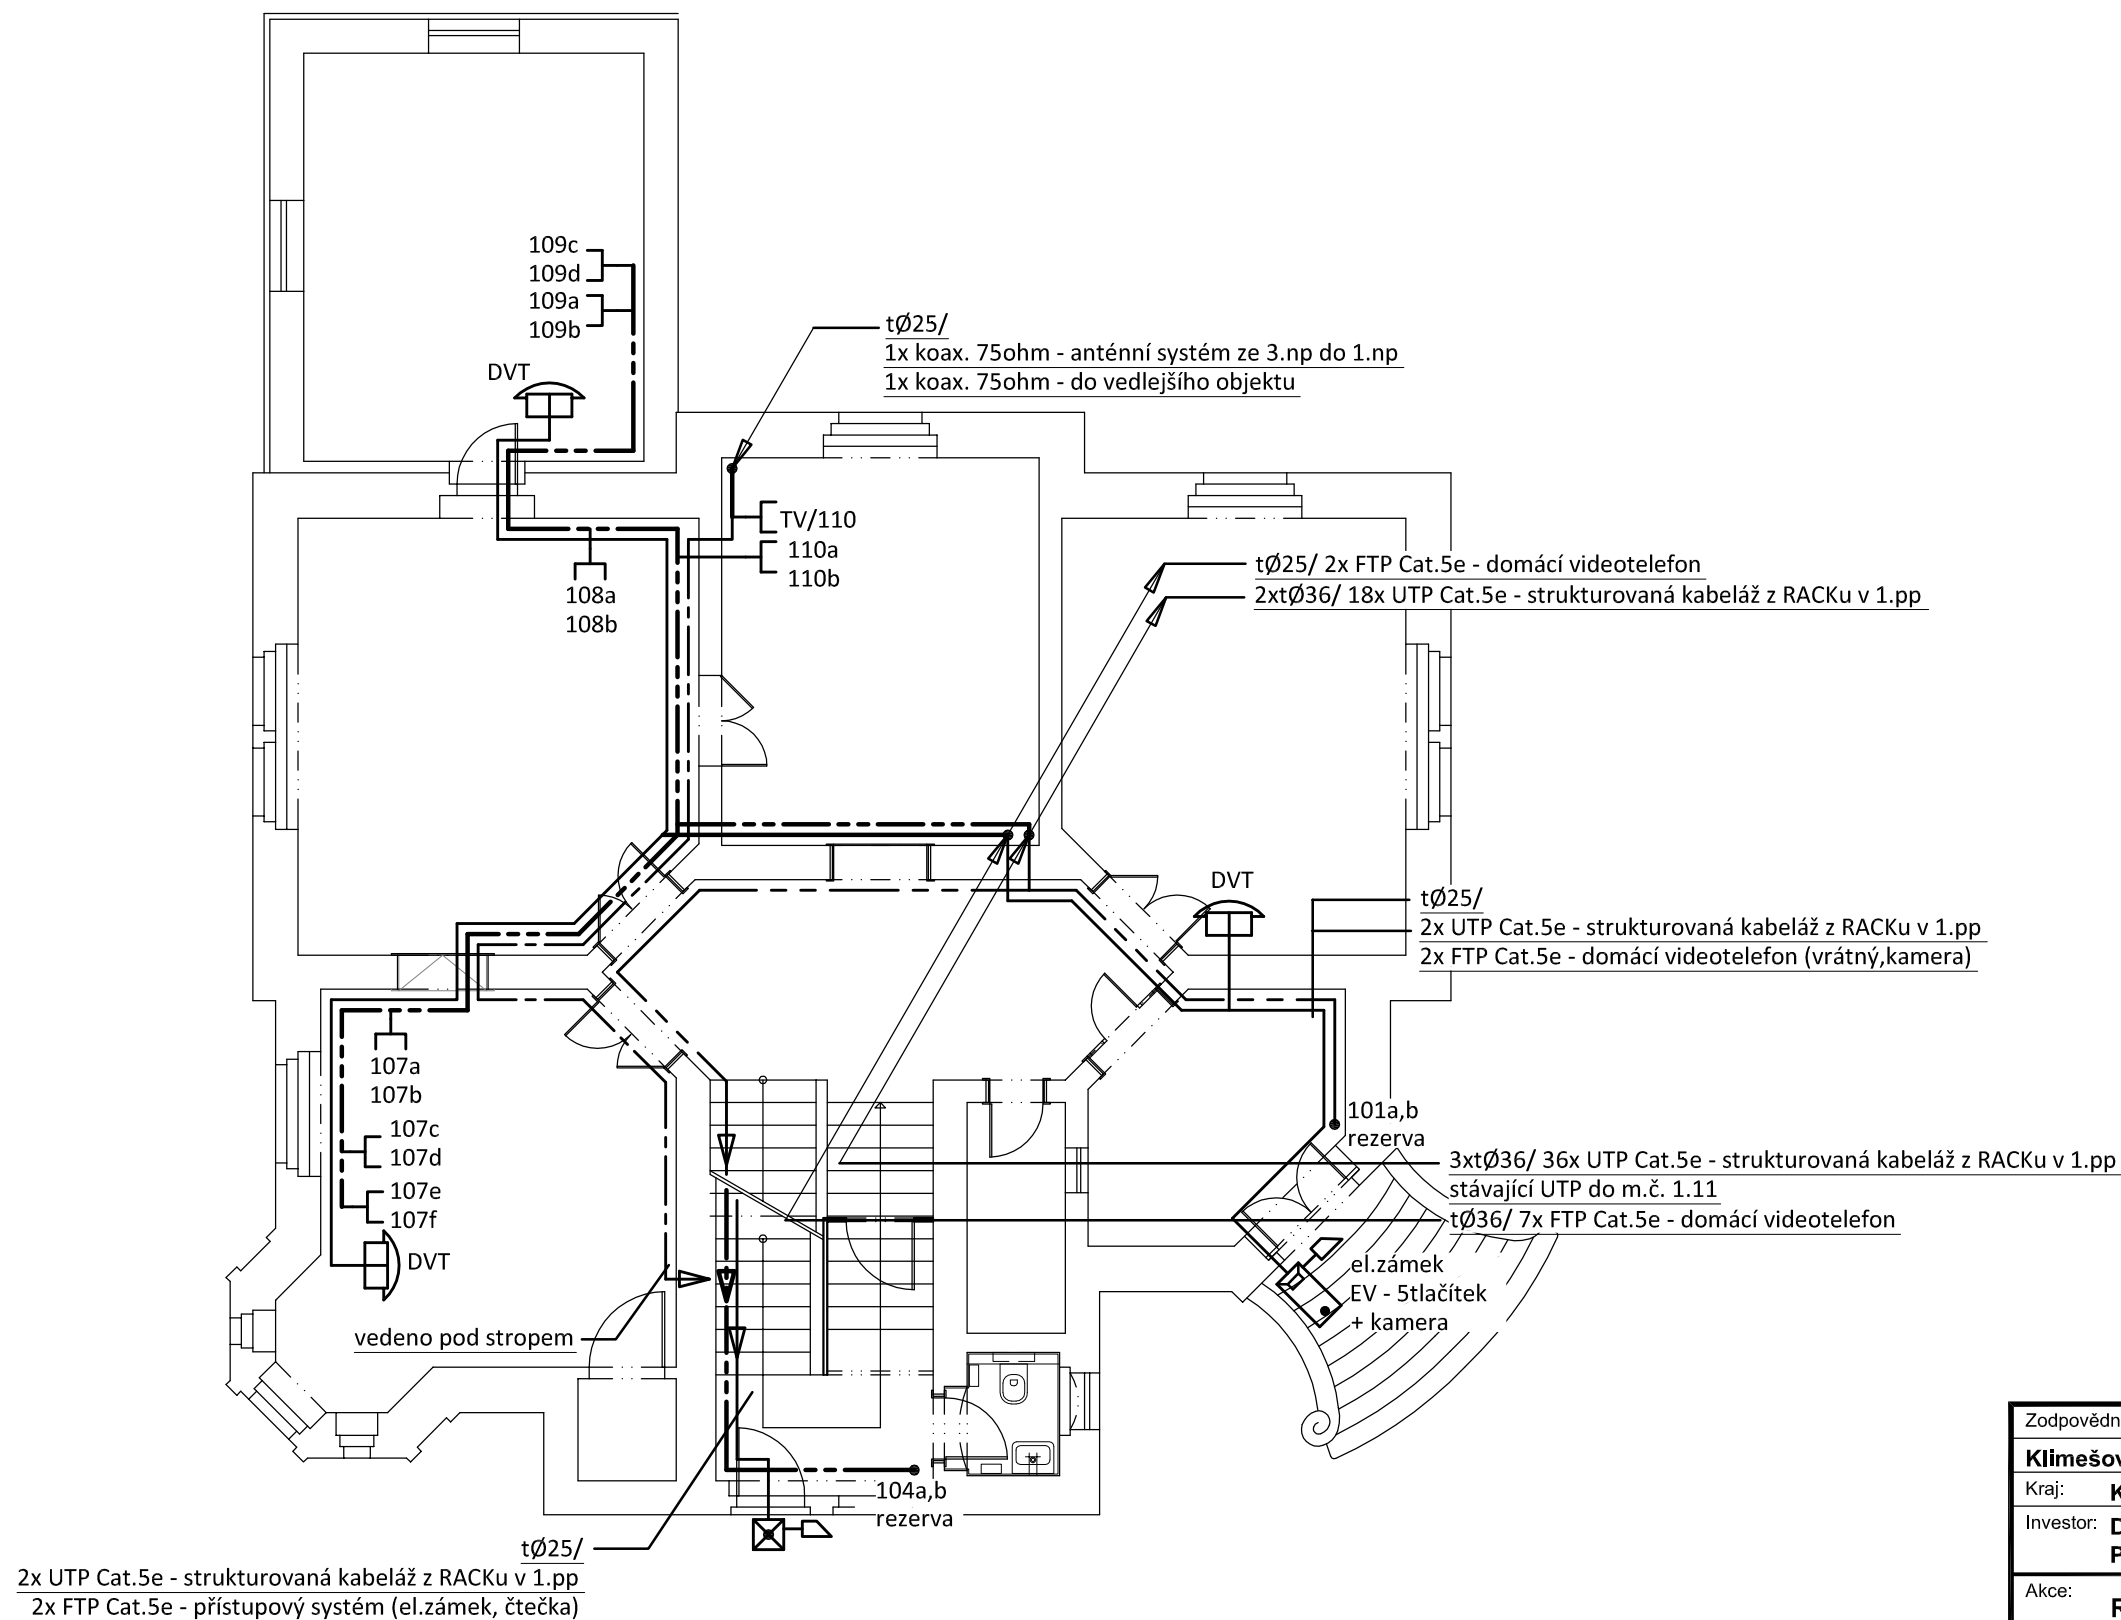 109c
109d
109a
109b
DVT
tØ25/
1x koax. 75ohm - anténní systém ze 3.np do 1.np
1x koax. 75ohm - do vedlejšího objektu
TV/110
110a
110b
108a
108b
tØ25/ 2x FTP Cat.5e - domácí videotelefon
2xtØ36/ 18x UTP Cat.5e - strukturovaná kabeláž z RACKu v 1.pp
DVT
tØ25/
2x UTP Cat.5e - strukturovaná kabeláž z RACKu v 1.pp
2x FTP Cat.5e - domácí videotelefon (vrátný,kamera)
107a
107b
107c
107d
107e
107f
DVT
101a,b
rezerva
3xtØ36/ 36x UTP Cat.5e - strukturovaná kabeláž z RACKu v 1.pp
stávající UTP do m.č. 1.11
tØ36/ 7x FTP Cat.5e - domácí videotelefon
el.zámek
EV - 5tlačítek
+ kamera
vedeno pod stropem
104a,b
rezerva
tØ25/
2x UTP Cat.5e - strukturovaná kabeláž z RACKu v 1.pp
2x FTP Cat.5e - přístupový systém (el.zámek, čtečka)
Zodpovědn
Klimešov
Kraj:
Investor:
Akce: